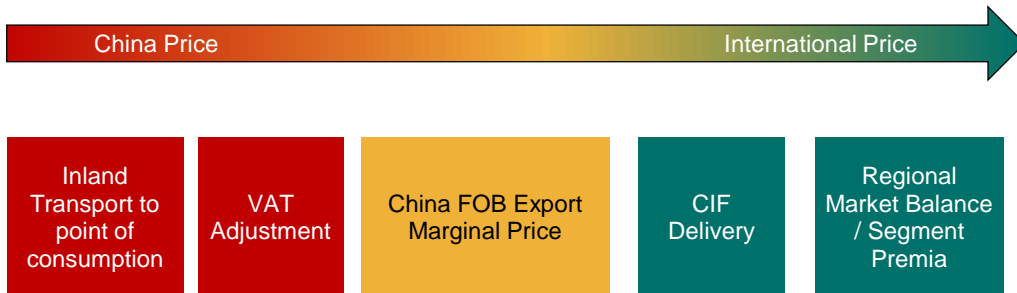 China Price
International Price
Inland
Transport to
point of
consumption
VAT
Adjustment
China FOB Export
Marginal Price
CIF
Delivery
Regional
Market Balance
/ Segment
Premia